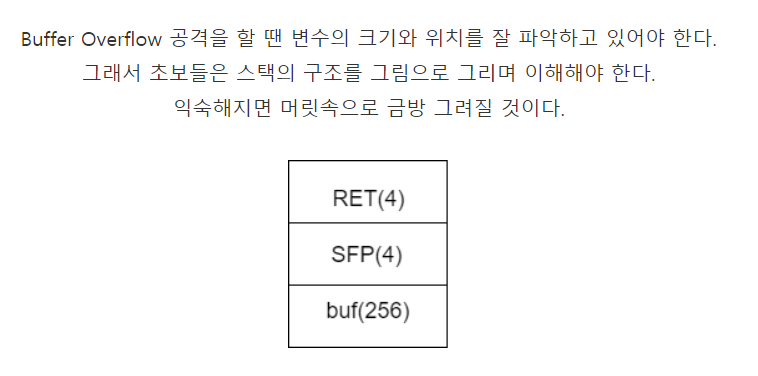 Buffer Overflow 공격을 할 땐 변수의 크기와 위치를 잘 파악하고 있어야 한다.
그래서 초보들은 스택의 구조를 그림으로 그리며 이해해야 한다.
익숙해지면 머릿속으로 금방 그려질 것이다.
RET(4)
SFP(4)
buf(256)